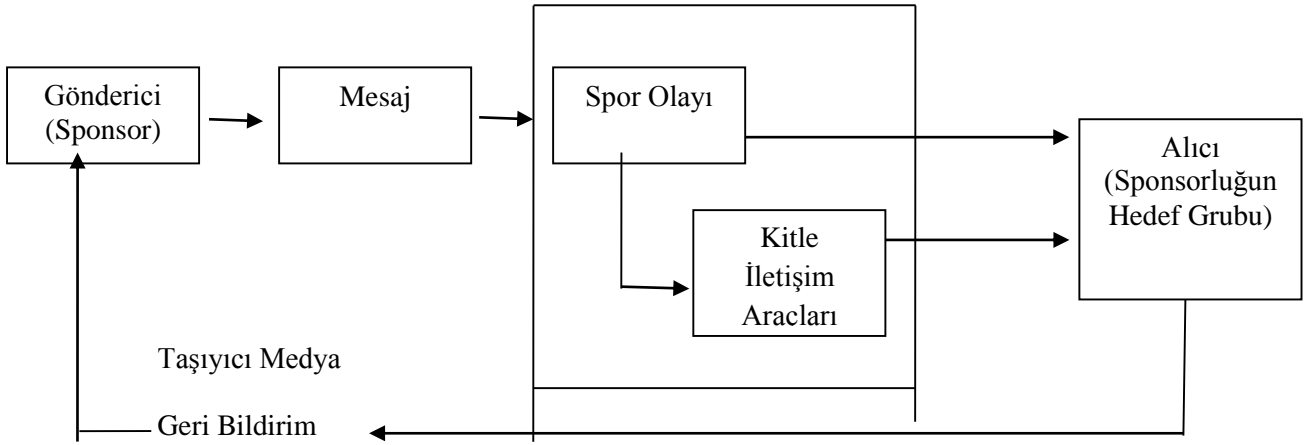 Gönderici
(Sponsor)
Mesaj
Spor Olayı
Kitle
İletişim
Aracları
Alıcı
(Sponsorluğun
Hedef Grubu)
Taşıyıcı Medya
Geri Bildirim